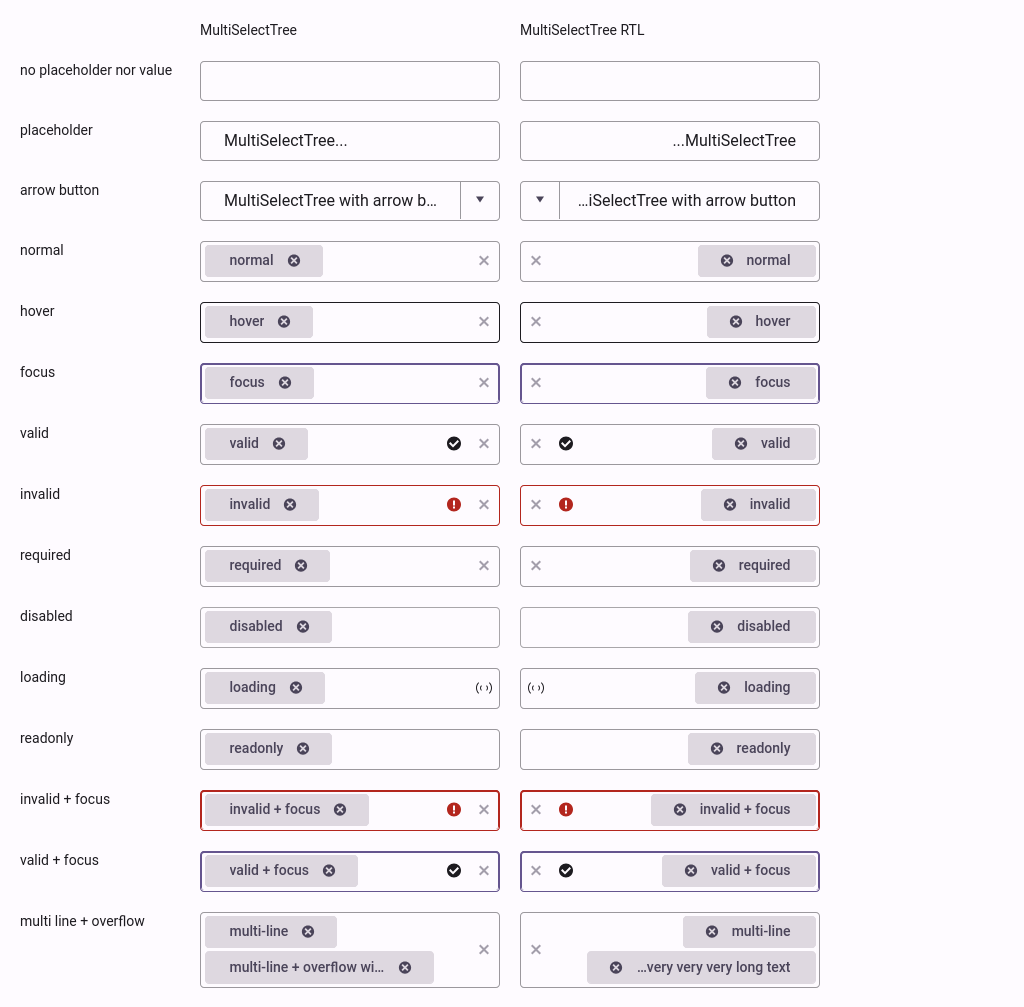 MultiSelectTree MultiSelectTree RTL
no placeholder nor value
placeholder MultiSelectTree... ...MultiSelectTree
arrow button MultiSelectTree with arrow b... ...iSelectTree with arrow button
normal normal normal
hover hover hover
focus focus focus
valid valid valid
invalid invalid invalid
required required required
disabled disabled disabled
loading loading loading
readonly readonly readonly
invalid + focus invalid + focus invalid + focus
valid + focus valid + focus valid + focus
multi line + overflow multi-line multi-line
multi-line + overflow wi... ...very very very long text